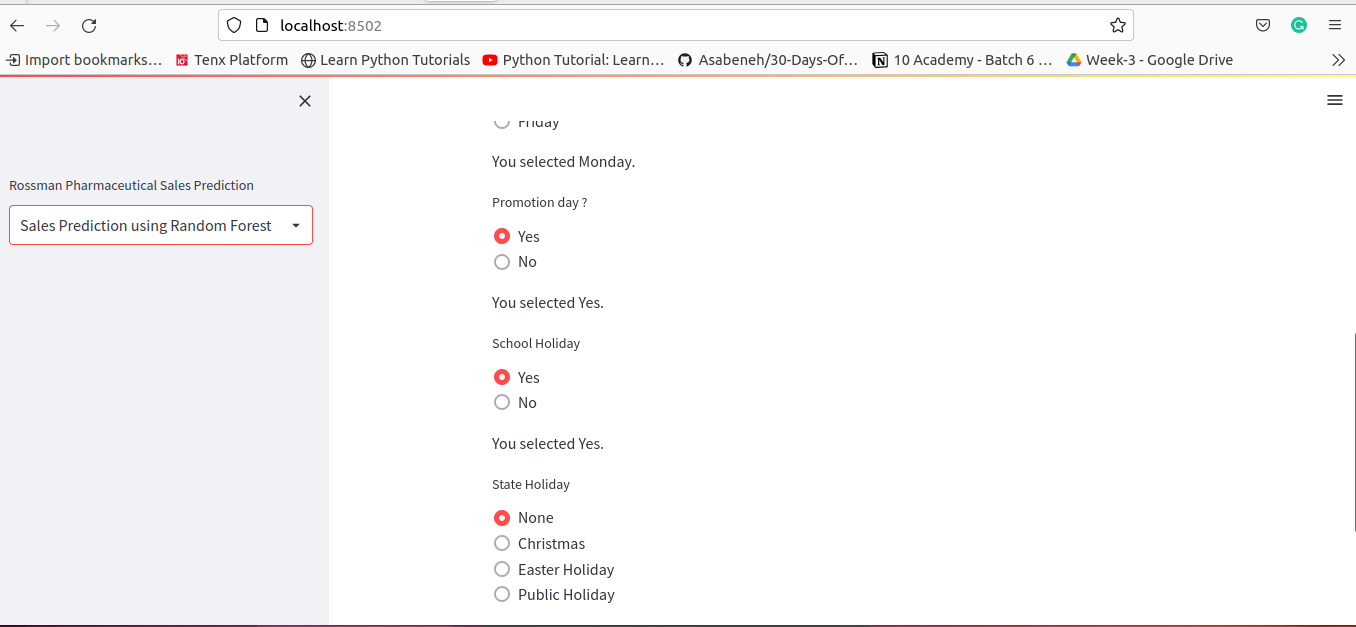 localhost:8502
Import bookmarks… Tenx Platform Learn Python Tutorials Python Tutorial: Learn… Asabeneh/30-Days-Of… 10 Academy - Batch 6 … Week-3 - Google Drive
Friday
You selected Monday.
Rossman Pharmaceutical Sales Prediction
Promotion day ?
Sales Prediction using Random Forest
Yes
No
You selected Yes.
School Holiday
Yes
No
You selected Yes.
State Holiday
None
Christmas
Easter Holiday
Public Holiday